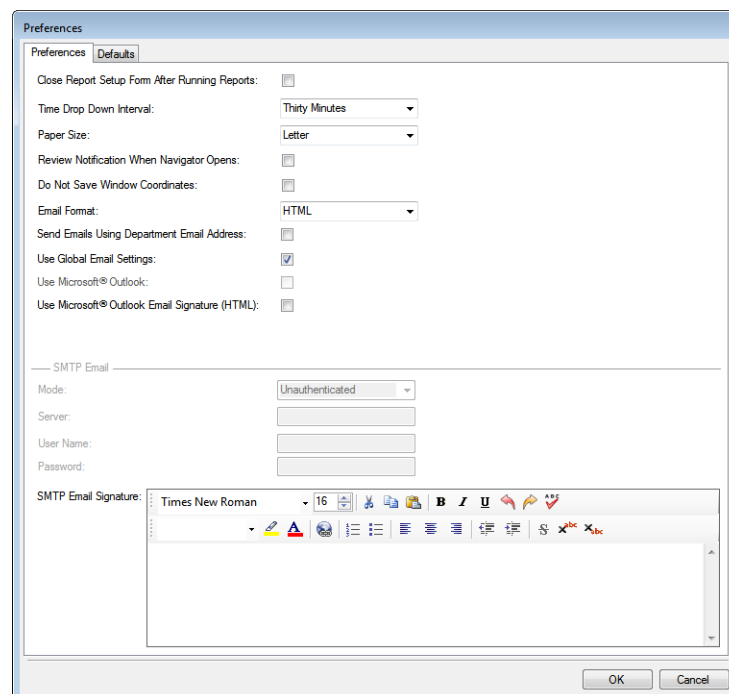 Preferences
Preferences Defaults
Close Report Setup Form After Running Reports:
Time Drop Down Interval: Thirty Minutes
Paper Size: Letter
Review Notification When Navigator Opens:
Do Not Save Window Coordinates:
Email Format: HTML
Send Emails Using Department Email Address:
Use Global Email Settings:
Use Microsoft® Outlook:
Use Microsoft® Outlook Email Signature (HTML):
SMTP Email
Mode: Unauthenticated
Server:
User Name:
Password:
SMTP Email Signature: Times New Roman 16 B I U ABC
A S xabc xabc
OK Cancel